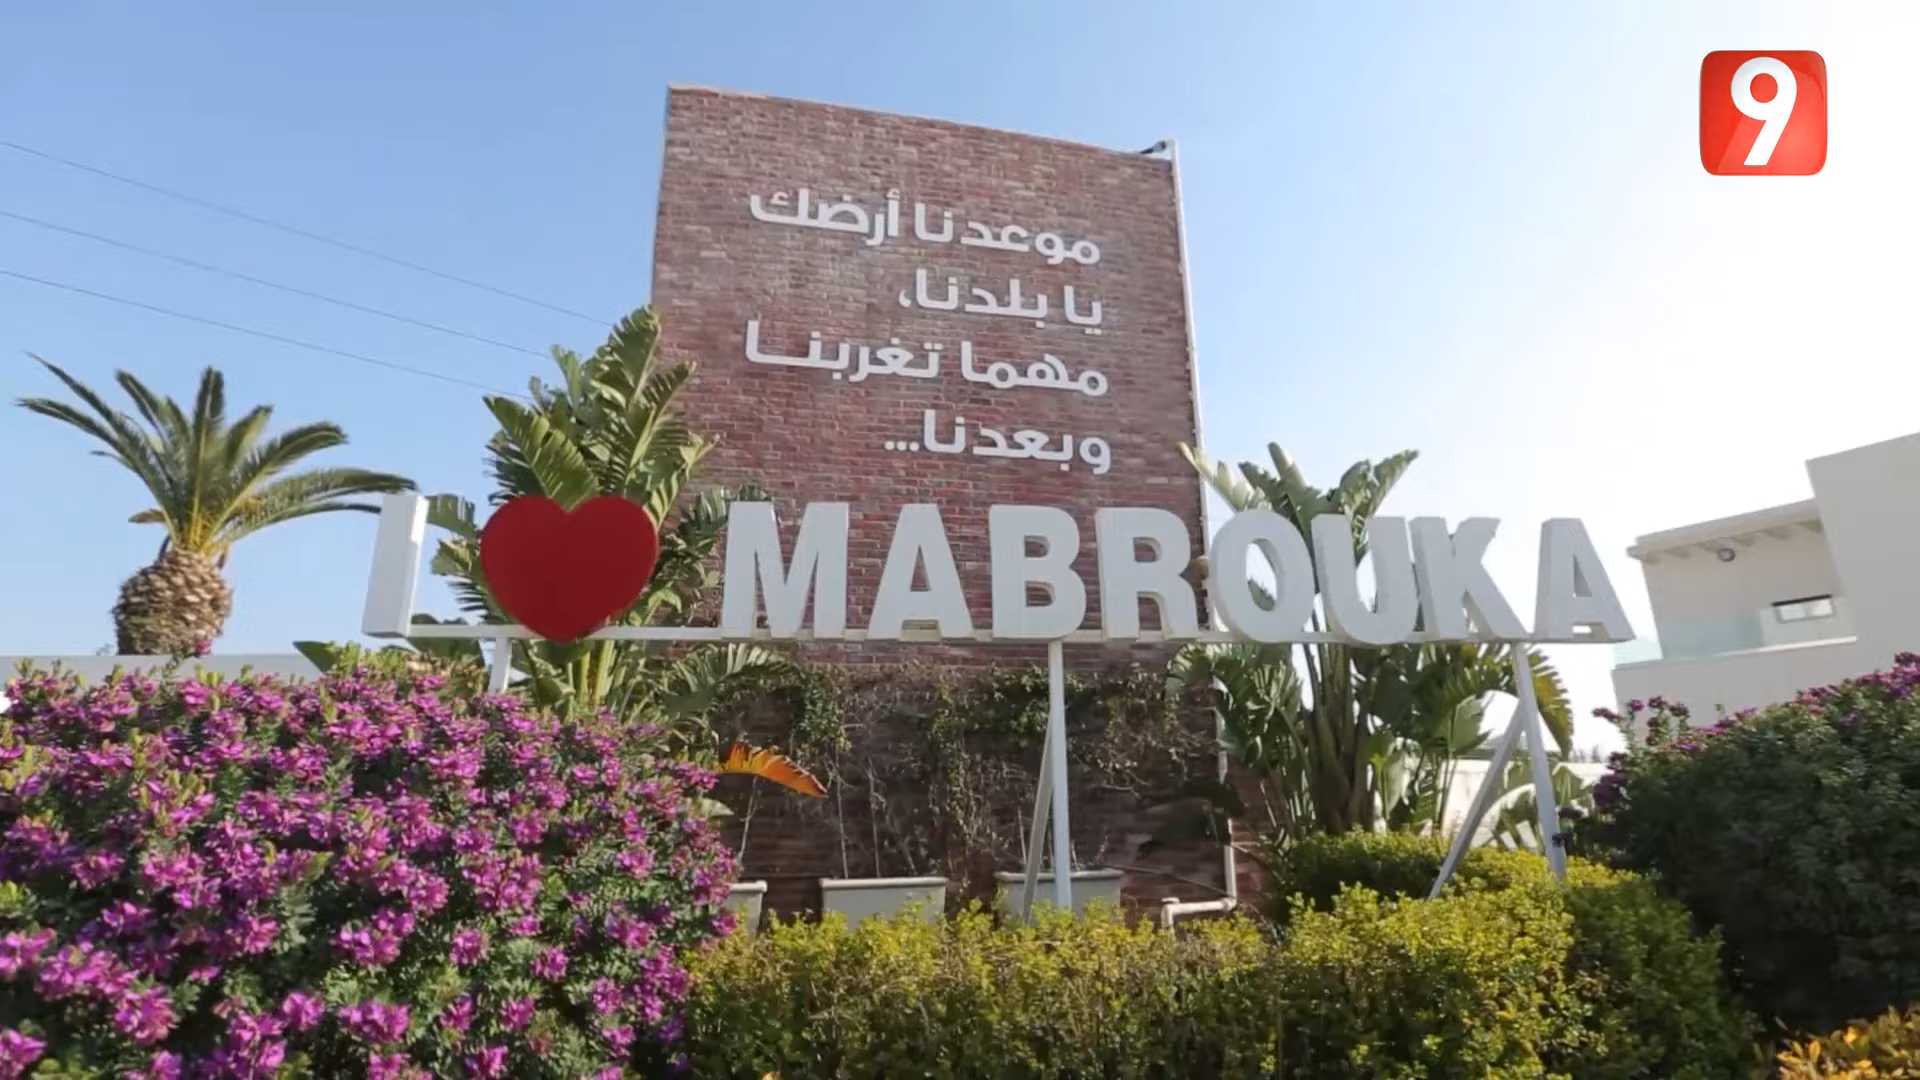 موعدنا أرضك
يا بلدنا،
مهما تغربنا
وبعدنا...
I MABROUKA
9